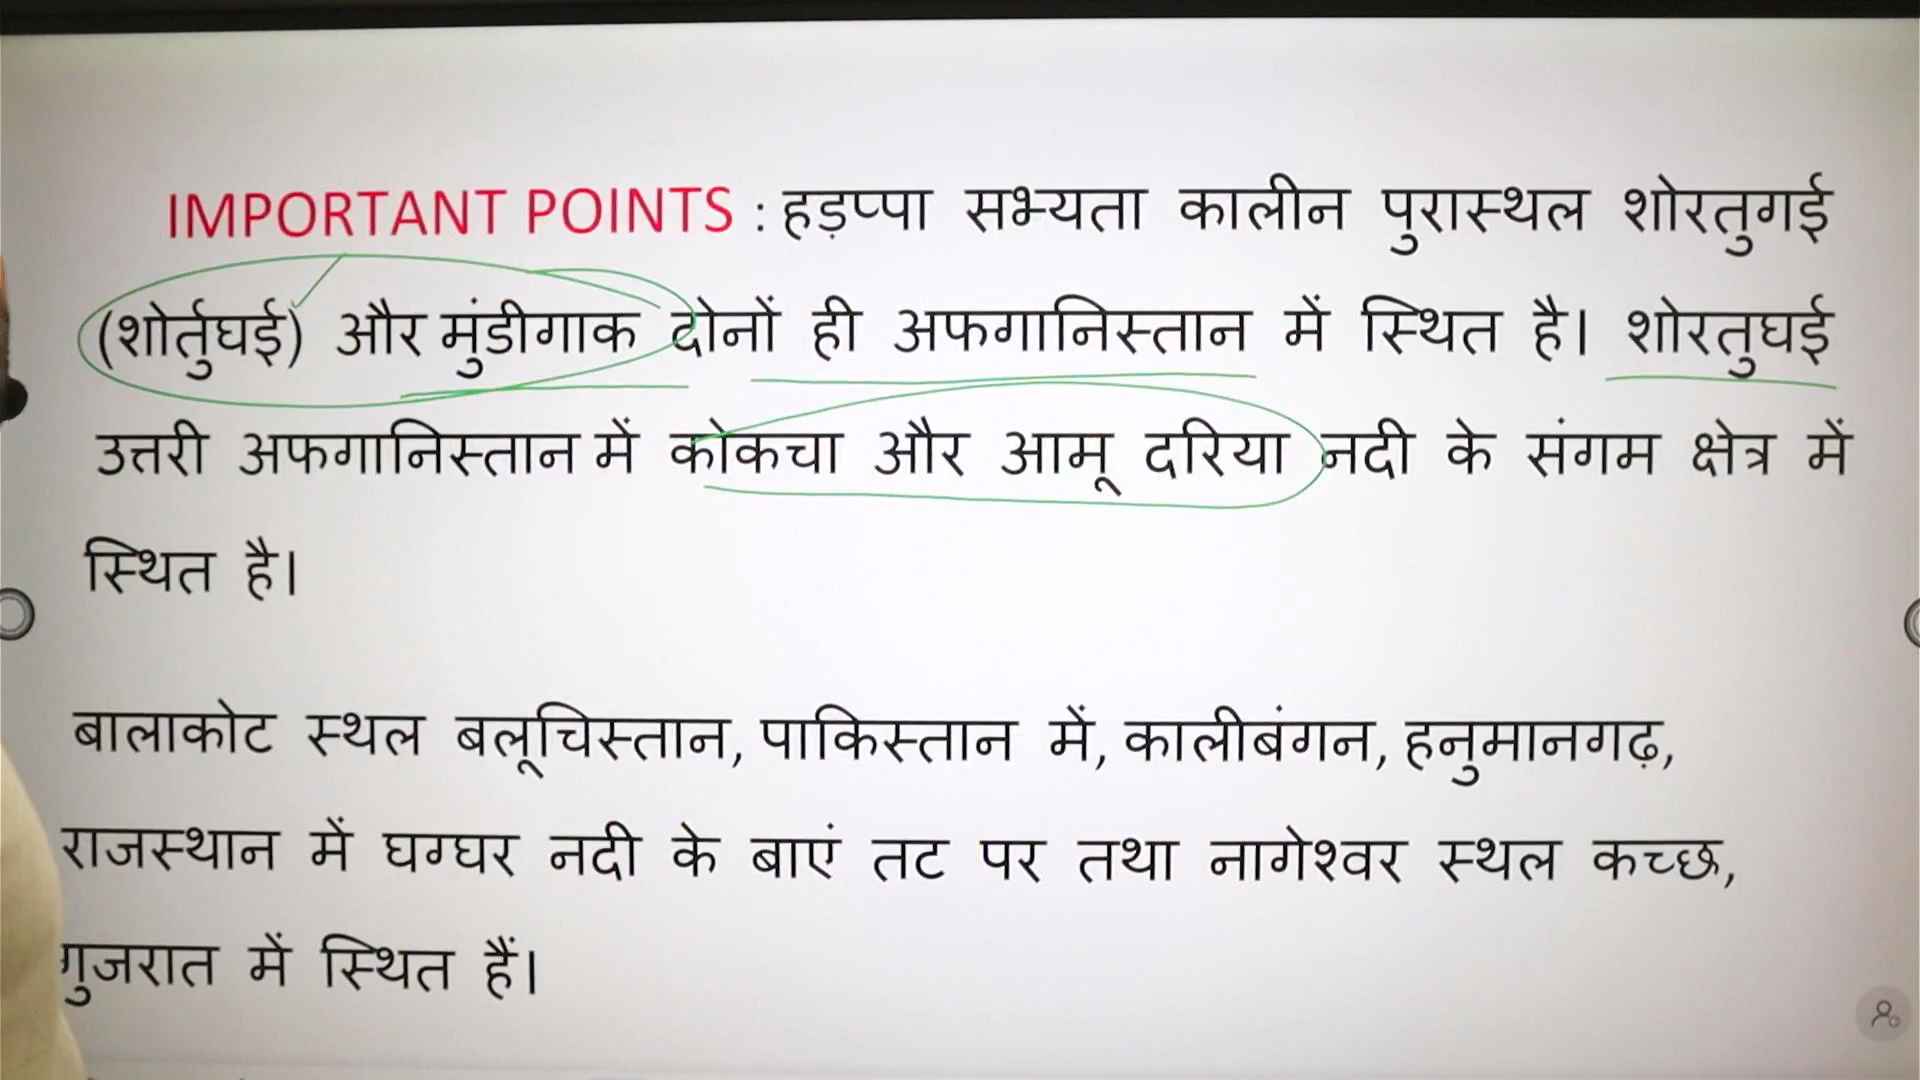 IMPORTANT POINTS : हड़प्पा सभ्यता कालीन पुरास्थल शोरतुगई
(शोर्तुघई) और मुंडीगाक दोनों ही अफगानिस्तान में स्थित है। शोरतुघई
उत्तरी अफगानिस्तान में कोकचा और आमू दरिया नदी के संगम क्षेत्र में
स्थित है।
बालाकोट स्थल बलूचिस्तान, पाकिस्तान में, कालीबंगन, हनुमानगढ़,
राजस्थान में घग्घर नदी के बाएं तट पर तथा नागेश्वर स्थल कच्छ,
गुजरात में स्थित हैं।